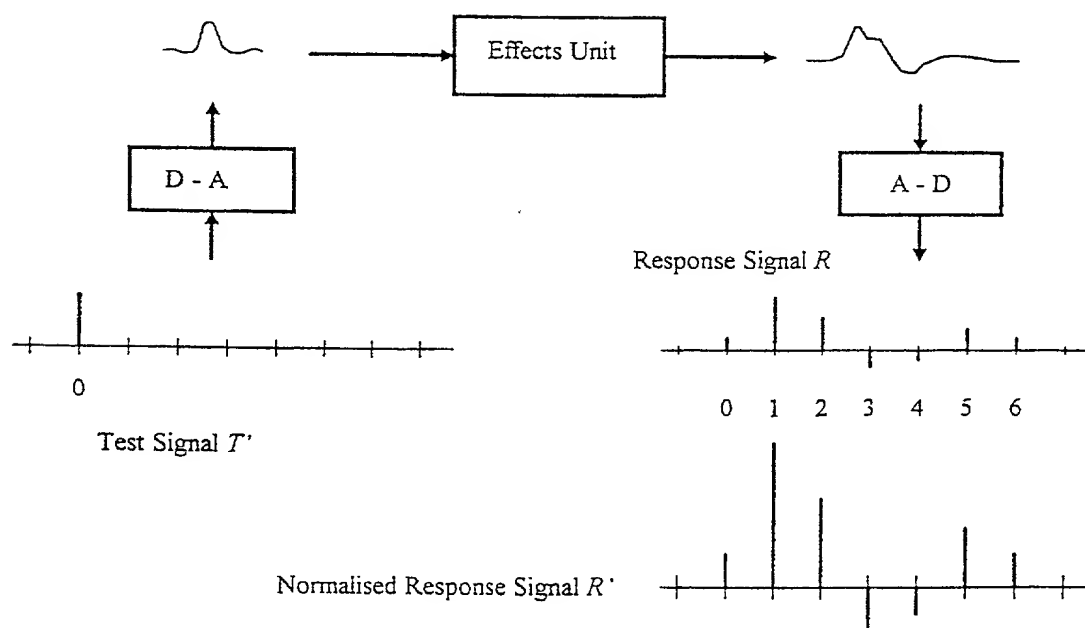 Effects Unit
D - A
A - D
Response Signal R
0
0 1 2 3 4 5 6
Test Signal T'
Normalised Response Signal R'